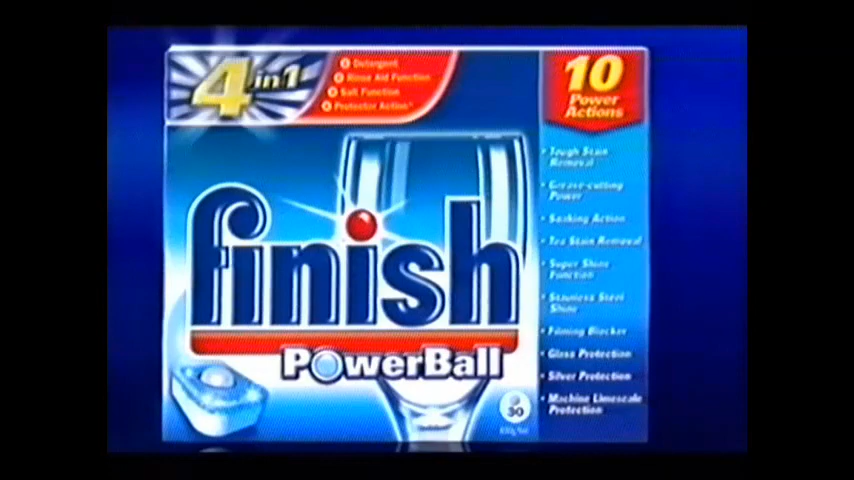 4in1
Detergent
Rinse Aid Function
Salt Function
Protector Action*
10
Power
Actions
• Tough Stain
Removal
• Grease-cutting
Power
• Soaking Action
• Tea Stain Removal
• Super Shine
Function
• Stainless Steel
Shine
• Filming Blocker
• Glass Protection
• Silver Protection
• Machine Limescale
Protection
finish
PowerBall
30